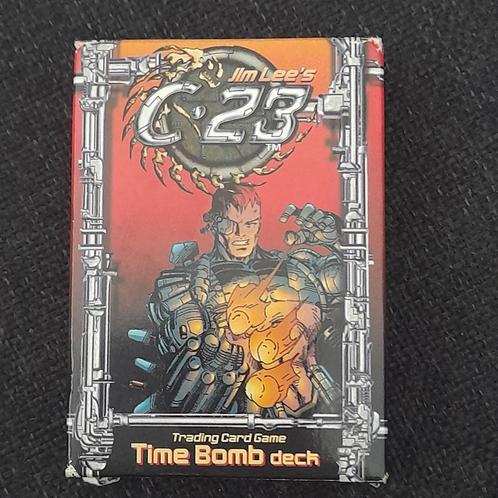 Jim Lee's
C·23
TM
Trading Card Game
Time Bomb deck